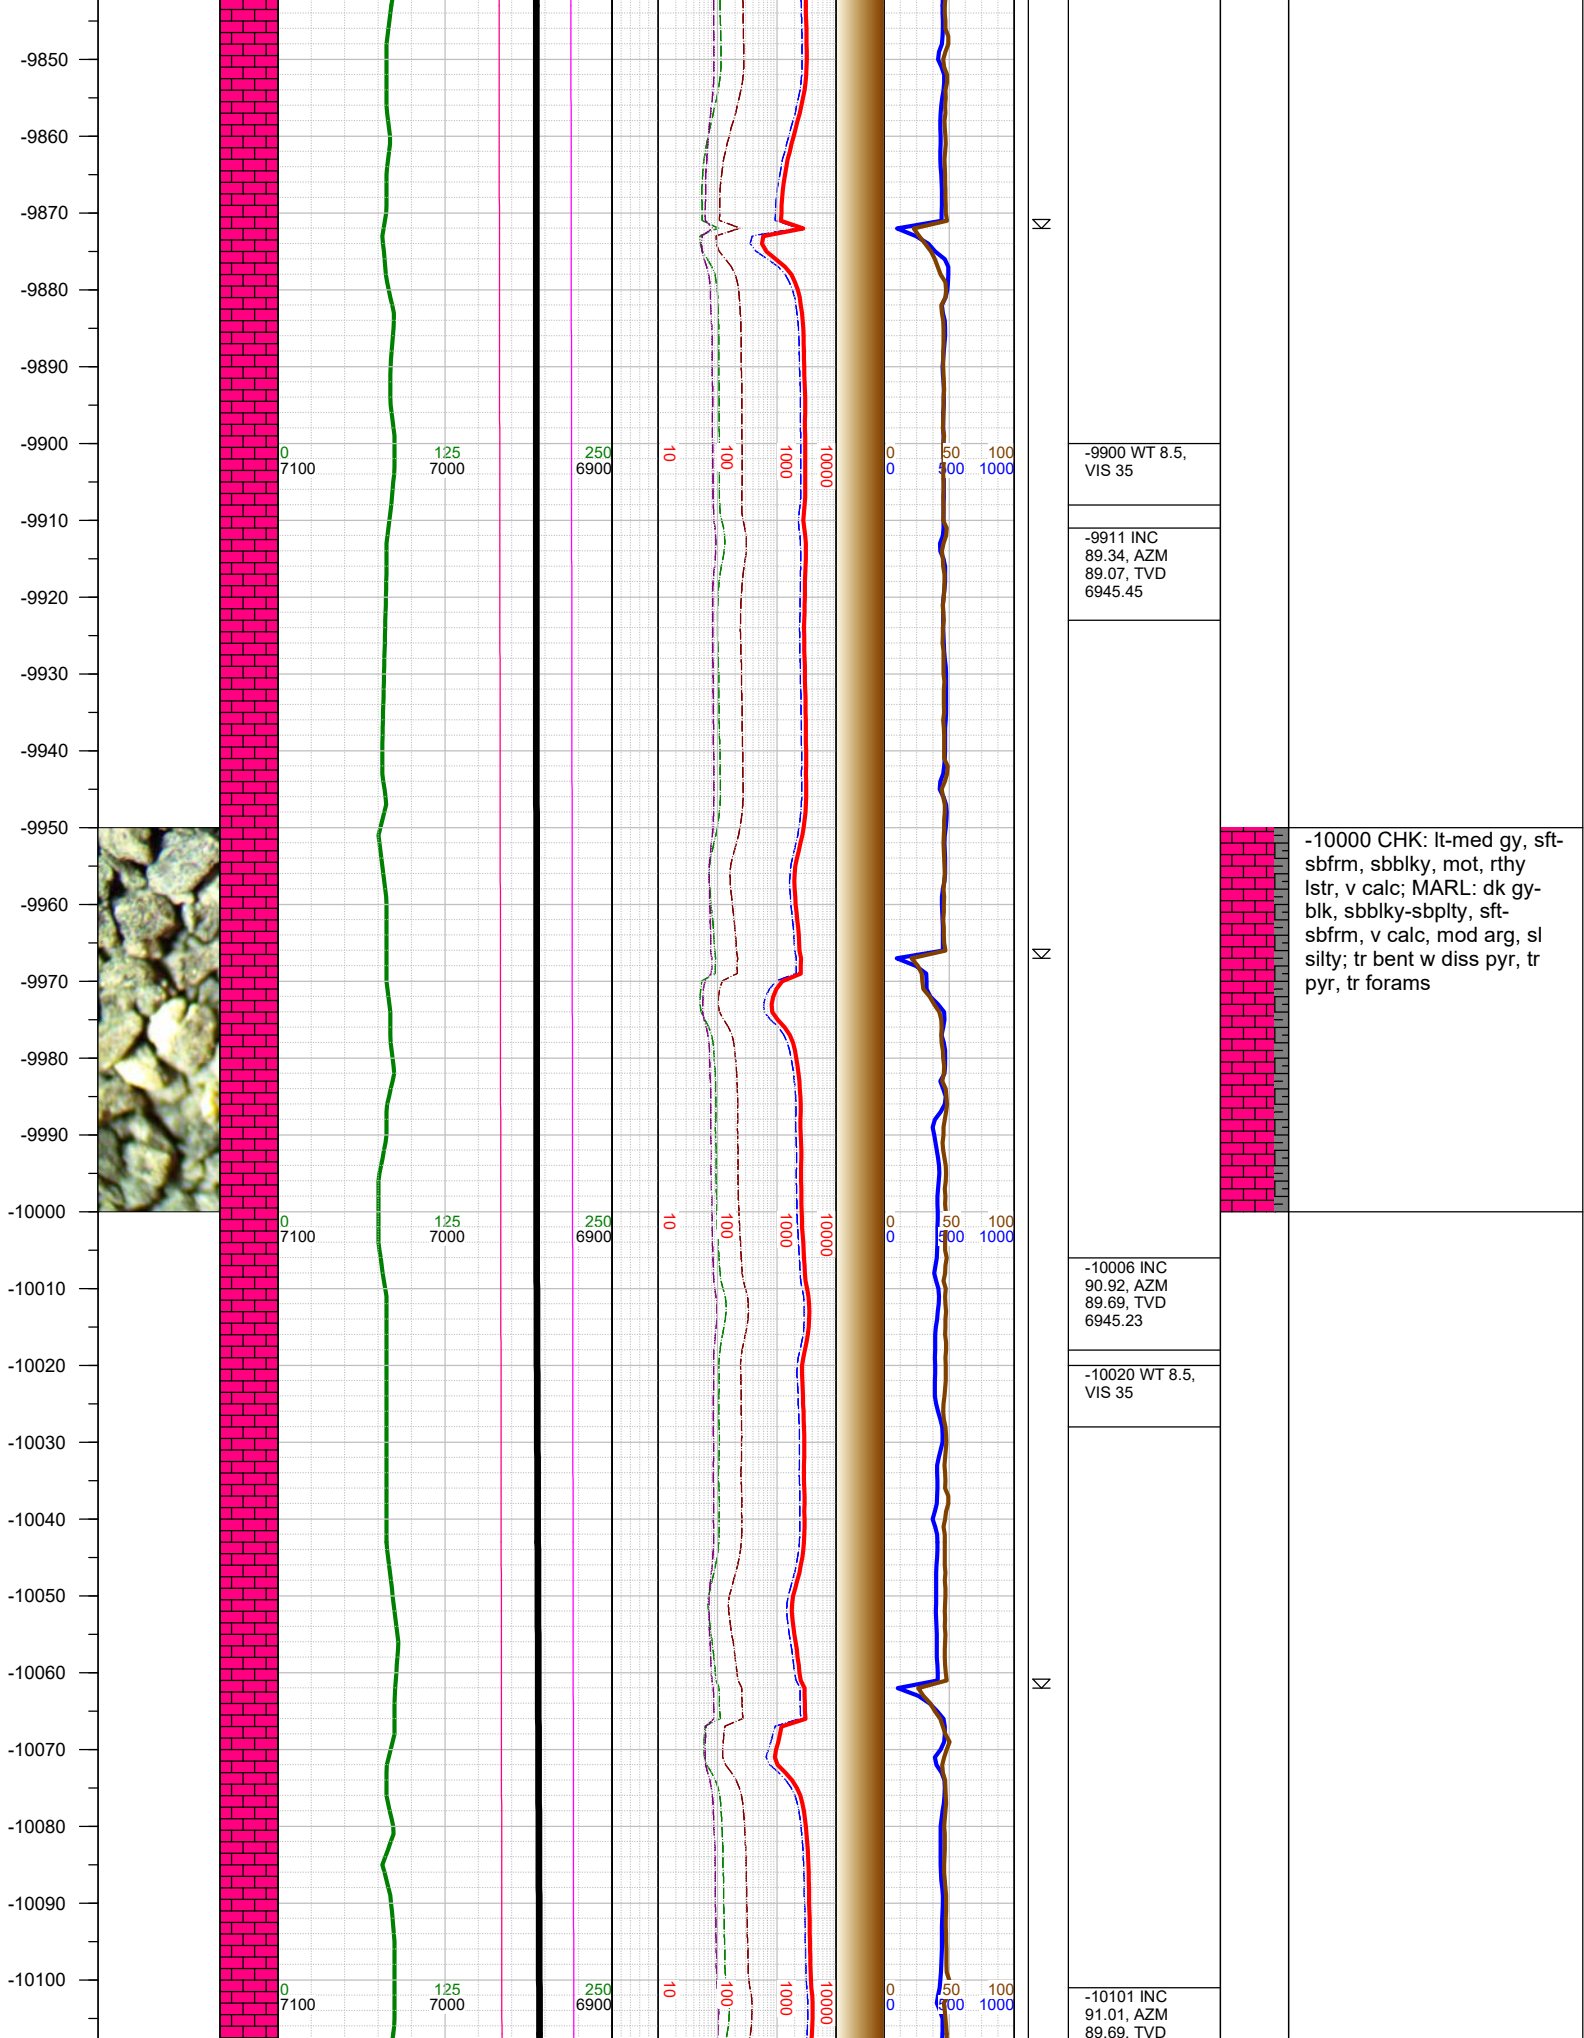 -9850
-9860
-9870
-9880
-9890
-9900
0 125 250
7100 7000 6900
10 100 1000 10000
0 50 100
0 500 1000
-9900 WT 8.5,
VIS 35
-9910
-9911 INC
89.34, AZM
89.07, TVD
6945.45
-9920
-9930
-9940
-9950
-10000 CHK: lt-med gy, sft-
sbfrm, sbblky, mot, rthy
lstr, v calc; MARL: dk gy-
blk, sbblky-sbplty, sft-
sbfrm, v calc, mod arg, sl
silty; tr bent w diss pyr, tr
pyr, tr forams
-9960
-9970
-9980
-9990
-10000
0 125 250
7100 7000 6900
10 100 1000 10000
0 50 100
0 500 1000
-10006 INC
90.92, AZM
89.69, TVD
6945.23
-10010
-10020
-10020 WT 8.5,
VIS 35
-10030
-10040
-10050
-10060
-10070
-10080
-10090
-10100
0 125 250
7100 7000 6900
10 100 1000 10000
0 50 100
0 500 1000
-10101 INC
91.01, AZM
89.69, TVD